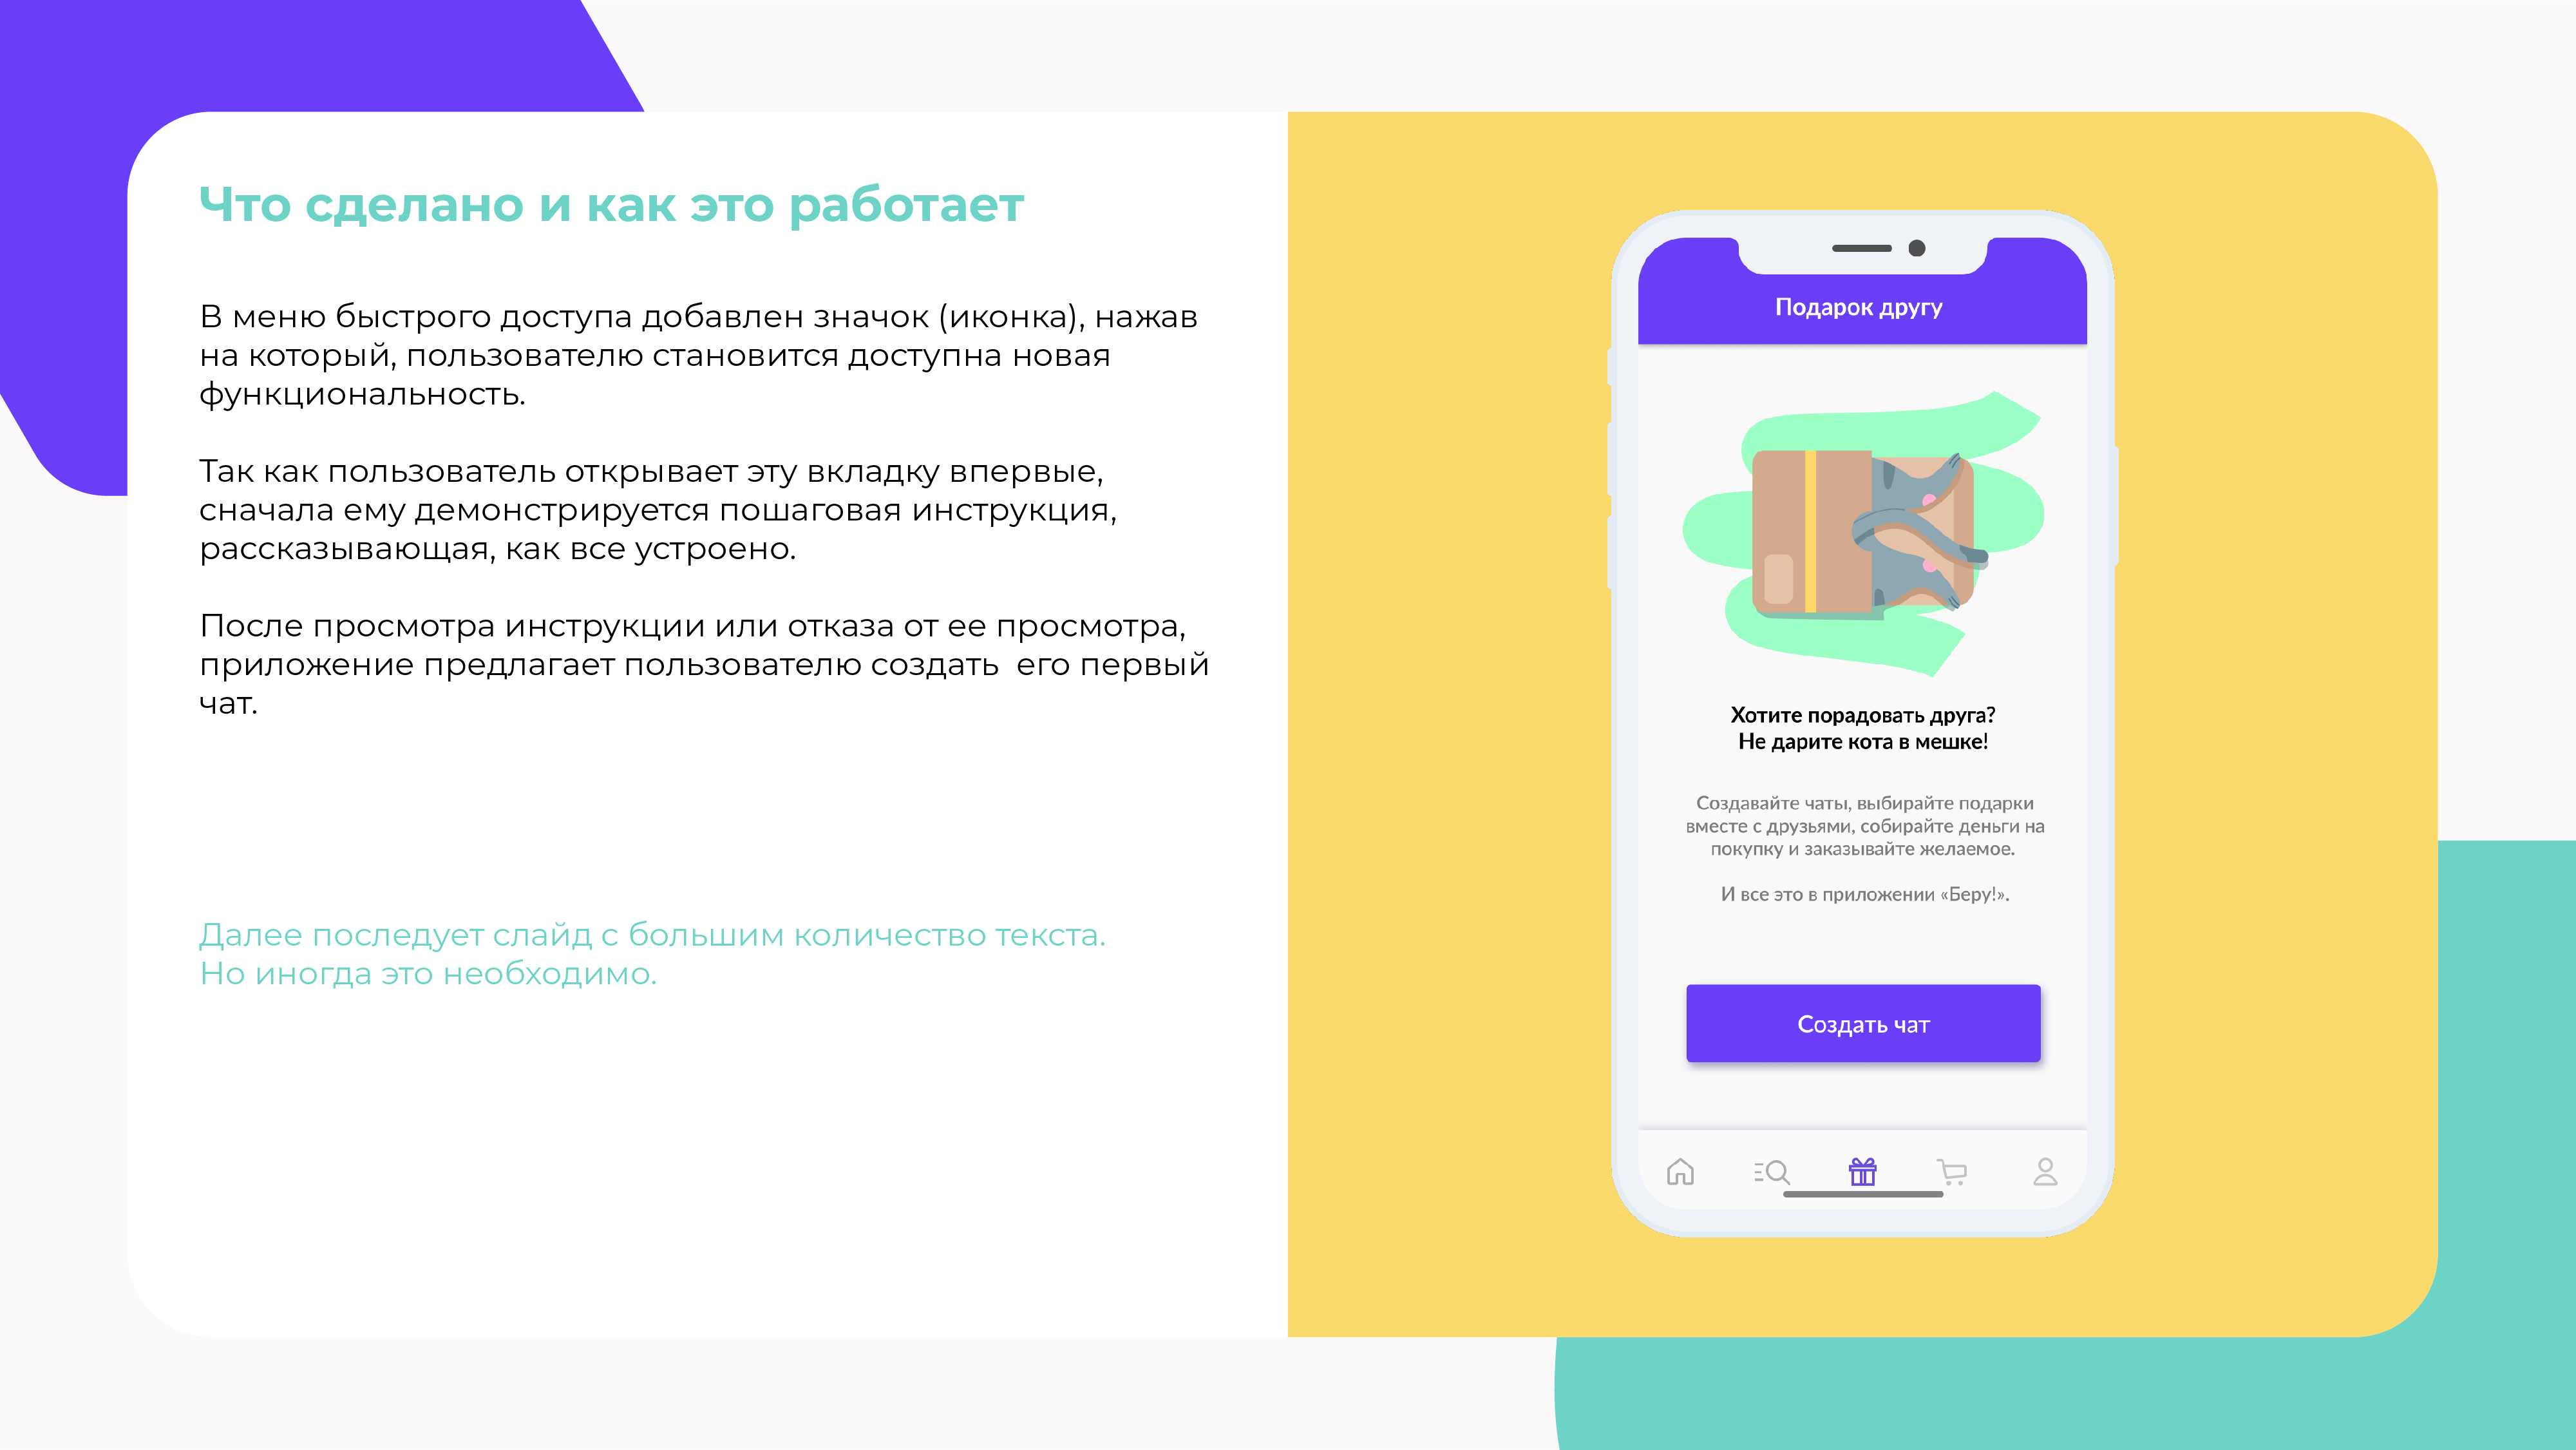 Что сделано и как это работает
В меню быстрого доступа добавлен значок (иконка), нажав
на который, пользователю становится доступна новая
функциональность.
Так как пользователь открывает эту вкладку впервые,
сначала ему демонстрируется пошаговая инструкция,
рассказывающая, как все устроено.
После просмотра инструкции или отказа от ее просмотра,
приложение предлагает пользователю создать  его первый
чат.
Далее последует слайд с большим количество текста.
Но иногда это необходимо.
Подарок другу
Хотите порадовать друга?
Не дарите кота в мешке!
Создавайте чаты, выбирайте подарки
вместе с друзьями, собирайте деньги на
покупку и заказывайте желаемое.
И все это в приложении «Беру!».
Создать чат